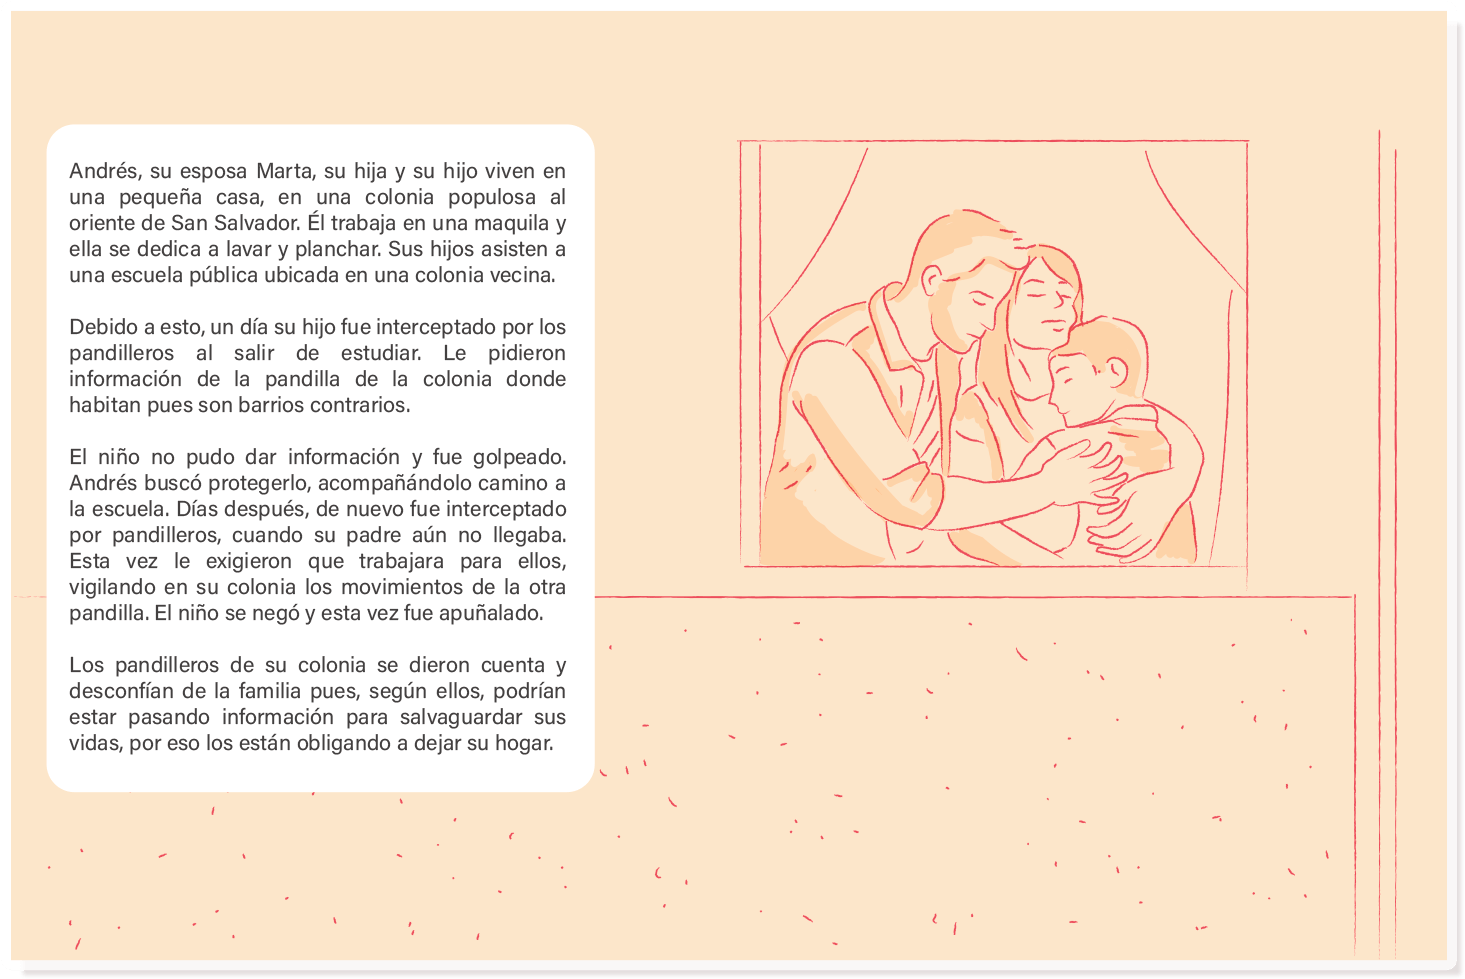 Andrés, su esposa Marta, su hija y su hijo viven en
una pequeña casa, en una colonia populosa al
oriente de San Salvador. Él trabaja en una maquila y
ella se dedica a lavar y planchar. Sus hijos asisten a
una escuela pública ubicada en una colonia vecina.
Debido a esto, un día su hijo fue interceptado por los
pandilleros al salir de estudiar. Le pidieron
información de la pandilla de la colonia donde
habitan pues son barrios contrarios.
El niño no pudo dar información y fue golpeado.
Andrés buscó protegerlo, acompañándolo camino a
la escuela. Días después, de nuevo fue interceptado
por pandilleros, cuando su padre aún no llegaba.
Esta vez le exigieron que trabajara para ellos,
vigilando en su colonia los movimientos de la otra
pandilla. El niño se negó y esta vez fue apuñalado.
Los pandilleros de su colonia se dieron cuenta y
desconfían de la familia pues, según ellos, podrían
estar pasando información para salvaguardar sus
vidas, por eso los están obligando a dejar su hogar.